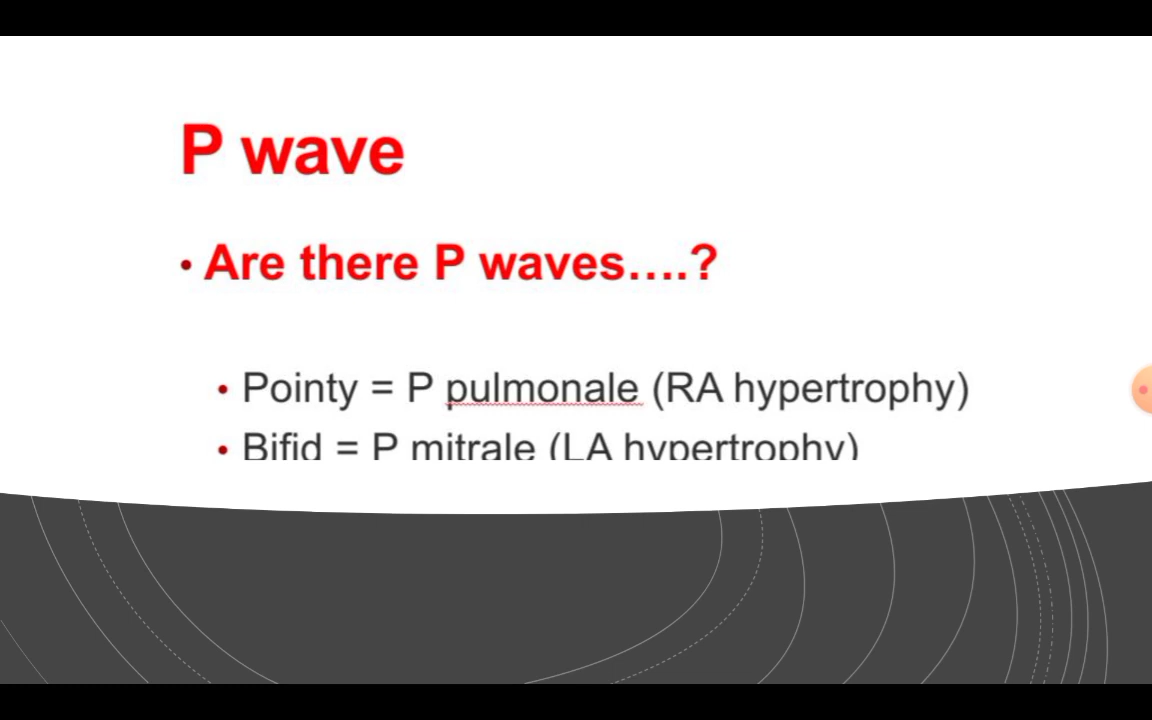 P wave
• Are there P waves....?
• Pointy = P pulmonale (RA hypertrophy)
• Bifid = P mitrale (LA hypertrophy)